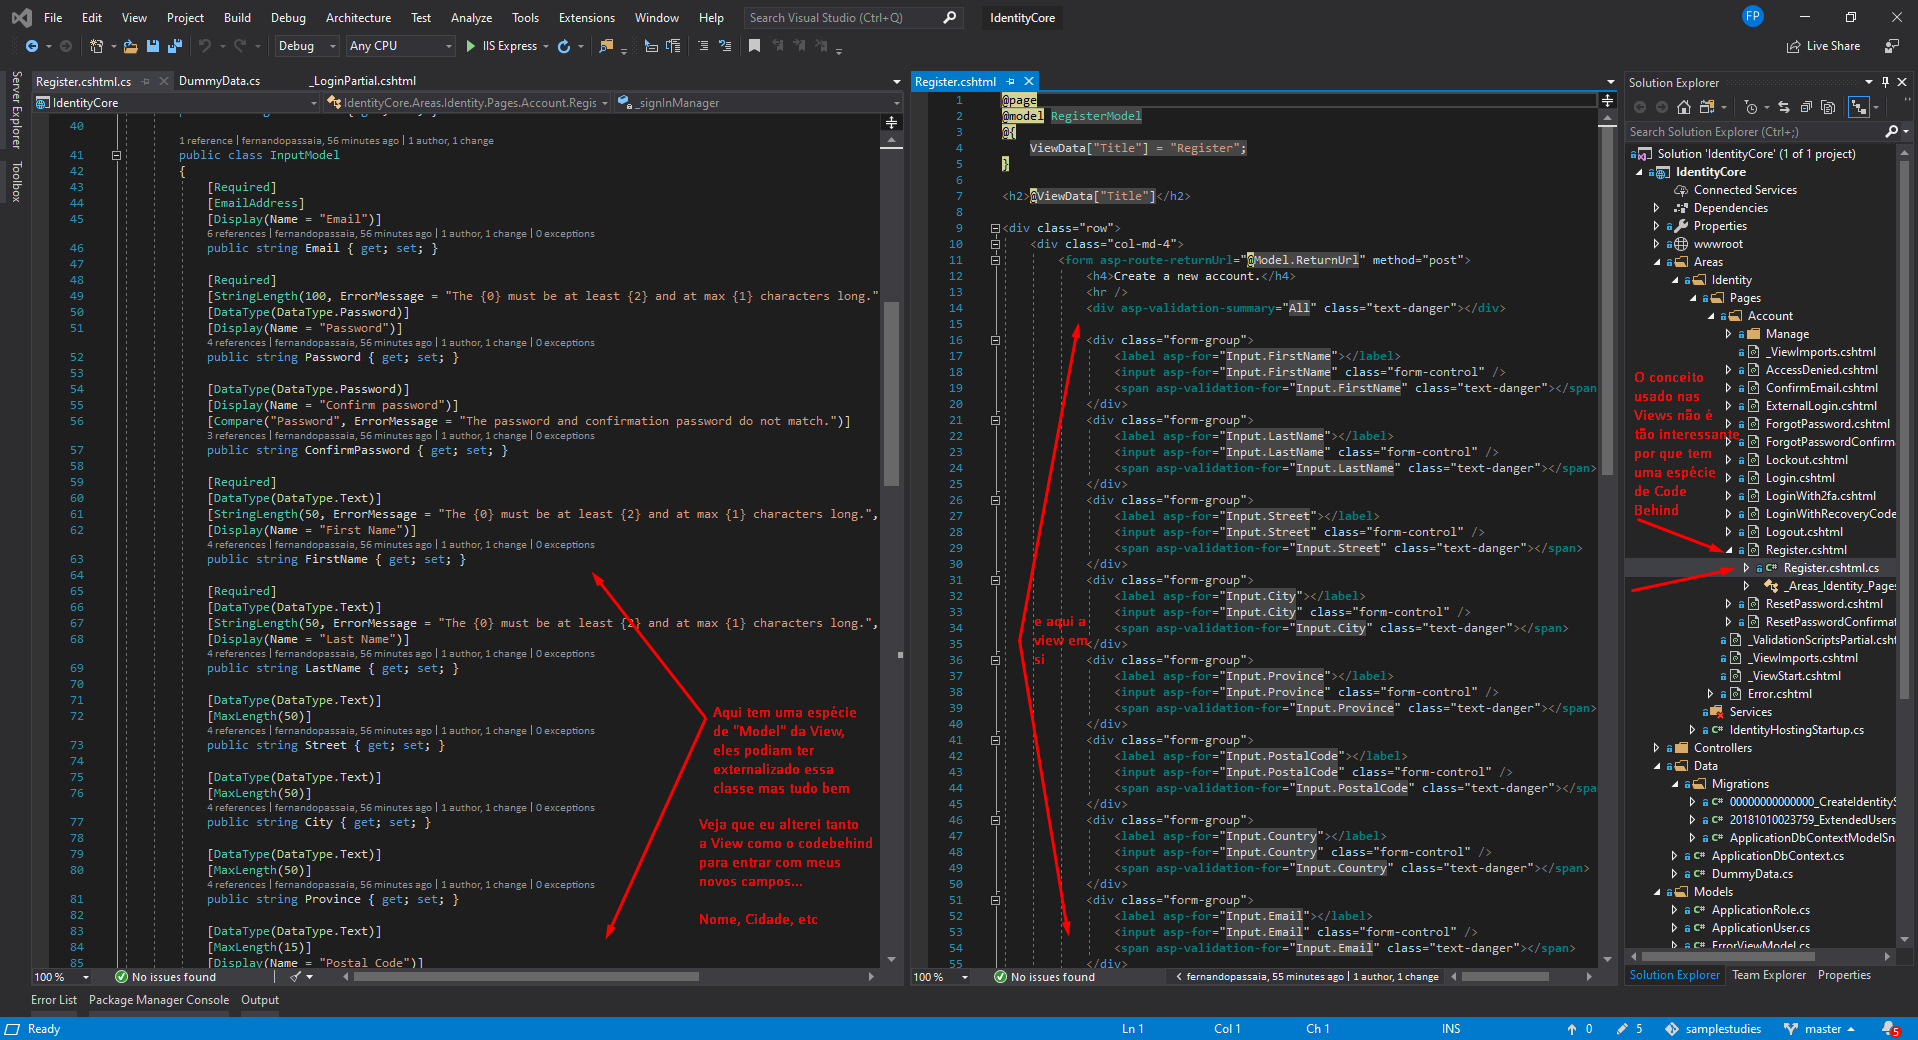 File Edit View Project Build Debug Architecture Test Analyze Tools Extensions Window Help Search Visual Studio (Ctrl+Q) IdentityCore FP
Debug Any CPU IIS Express Live Share
Server Explorer
Toolbox
Register.cshtml.cs DummyData.cs _LoginPartial.cshtml
IdentityCore IdentityCore.Areas.Identity.Pages.Account.Regis _signInManager
40
1 reference | fernandopassaia, 56 minutes ago | 1 author, 1 change
41 public class InputModel
42 {
43 [Required]
44 [EmailAddress]
45 [Display(Name = "Email")]
6 references | fernandopassaia, 56 minutes ago | 1 author, 1 change | 0 exceptions
46 public string Email { get; set; }
47
48 [Required]
49 [StringLength(100, ErrorMessage = "The {0} must be at least {2} and at max {1} characters long."
50 [DataType(DataType.Password)]
51 [Display(Name = "Password")]
4 references | fernandopassaia, 56 minutes ago | 1 author, 1 change | 0 exceptions
52 public string Password { get; set; }
53
54 [DataType(DataType.Password)]
55 [Display(Name = "Confirm password")]
56 [Compare("Password", ErrorMessage = "The password and confirmation password do not match.")]
3 references | fernandopassaia, 56 minutes ago | 1 author, 1 change | 0 exceptions
57 public string ConfirmPassword { get; set; }
58
59 [Required]
60 [DataType(DataType.Text)]
61 [StringLength(50, ErrorMessage = "The {0} must be at least {2} and at max {1} characters long.",
62 [Display(Name = "First Name")]
4 references | fernandopassaia, 56 minutes ago | 1 author, 1 change | 0 exceptions
63 public string FirstName { get; set; }
64
65 [Required]
66 [DataType(DataType.Text)]
67 [StringLength(50, ErrorMessage = "The {0} must be at least {2} and at max {1} characters long.",
68 [Display(Name = "Last Name")]
4 references | fernandopassaia, 56 minutes ago | 1 author, 1 change | 0 exceptions
69 public string LastName { get; set; }
70
71 [DataType(DataType.Text)]
72 [MaxLength(50)]
4 references | fernandopassaia, 56 minutes ago | 1 author, 1 change | 0 exceptions
73 public string Street { get; set; }
74
75 [DataType(DataType.Text)]
76 [MaxLength(50)]
4 references | fernandopassaia, 56 minutes ago | 1 author, 1 change | 0 exceptions
77 public string City { get; set; }
78
79 [DataType(DataType.Text)]
80 [MaxLength(50)]
4 references | fernandopassaia, 56 minutes ago | 1 author, 1 change | 0 exceptions
81 public string Province { get; set; }
82
83 [DataType(DataType.Text)]
84 [MaxLength(15)]
85 [Display(Name = "Postal Code")]
Aqui tem uma espécie
de "Model" da View,
eles podiam ter
externalizado essa
classe mas tudo bem
Veja que eu alterei tanto
a View como o codebehind
para entrar com meus
novos campos...
Nome, Cidade, etc
100 % No issues found
Register.cshtml
1 @page
2 @model RegisterModel
3 @{
4 ViewData["Title"] = "Register";
5 }
6
7 <h2>@ViewData["Title"]</h2>
8
9 <div class="row">
10 <div class="col-md-4">
11 <form asp-route-returnUrl="@Model.ReturnUrl" method="post">
12 <h4>Create a new account.</h4>
13 <hr />
14 <div asp-validation-summary="All" class="text-danger"></div>
15
16 <div class="form-group">
17 <label asp-for="Input.FirstName"></label>
18 <input asp-for="Input.FirstName" class="form-control" />
19 <span asp-validation-for="Input.FirstName" class="text-danger"></span
20 </div>
21 <div class="form-group">
22 <label asp-for="Input.LastName"></label>
23 <input asp-for="Input.LastName" class="form-control" />
24 <span asp-validation-for="Input.LastName" class="text-danger"></span>
25 </div>
26 <div class="form-group">
27 <label asp-for="Input.Street"></label>
28 <input asp-for="Input.Street" class="form-control" />
29 <span asp-validation-for="Input.Street" class="text-danger"></span>
30 </div>
31 <div class="form-group">
32 <label asp-for="Input.City"></label>
33 <input asp-for="Input.City" class="form-control" />
34 <span asp-validation-for="Input.City" class="text-danger"></span>
35 </div>
36 <div class="form-group">
37 <label asp-for="Input.Province"></label>
38 <input asp-for="Input.Province" class="form-control" />
39 <span asp-validation-for="Input.Province" class="text-danger"></span>
40 </div>
41 <div class="form-group">
42 <label asp-for="Input.PostalCode"></label>
43 <input asp-for="Input.PostalCode" class="form-control" />
44 <span asp-validation-for="Input.PostalCode" class="text-danger"></spa
45 </div>
46 <div class="form-group">
47 <label asp-for="Input.Country"></label>
48 <input asp-for="Input.Country" class="form-control" />
49 <span asp-validation-for="Input.Country" class="text-danger"></span>
50 </div>
51 <div class="form-group">
52 <label asp-for="Input.Email"></label>
53 <input asp-for="Input.Email" class="form-control" />
54 <span asp-validation-for="Input.Email" class="text-danger"></span>
55 </div>
e aqui a
view em
si
100 % No issues found fernandopassaia, 55 minutes ago | 1 author, 1 change
Solution Explorer
Search Solution Explorer (Ctrl+;)
Solution 'IdentityCore' (1 of 1 project)
IdentityCore
Connected Services
Dependencies
Properties
wwwroot
Areas
Identity
Pages
Account
Manage
_ViewImports.cshtml
AccessDenied.cshtml
ConfirmEmail.cshtml
ExternalLogin.cshtml
ForgotPassword.cshtml
ForgotPasswordConfirma
Lockout.cshtml
Login.cshtml
LoginWith2fa.cshtml
LoginWithRecoveryCode
Logout.cshtml
Register.cshtml
Register.cshtml.cs
_Areas_Identity_Pages
ResetPassword.cshtml
ResetPasswordConfirmat
_ValidationScriptsPartial.csht
_ViewImports.cshtml
_ViewStart.cshtml
Error.cshtml
Services
IdentityHostingStartup.cs
Controllers
Data
Migrations
00000000000000_CreateIdentityS
20181010023759_ExtendedUsers
ApplicationDbContextModelSna
ApplicationDbContext.cs
DummyData.cs
Models
ApplicationRole.cs
ApplicationUser.cs
ErrorViewModel.cs
O conceito
usado nas
Views não é
tão interessante
por que tem
uma espécie
de Code
Behind
Solution Explorer Team Explorer Properties
Error List Package Manager Console Output
Ready Ln 1 Col 1 Ch 1 INS 0 5 samplestudies master 5